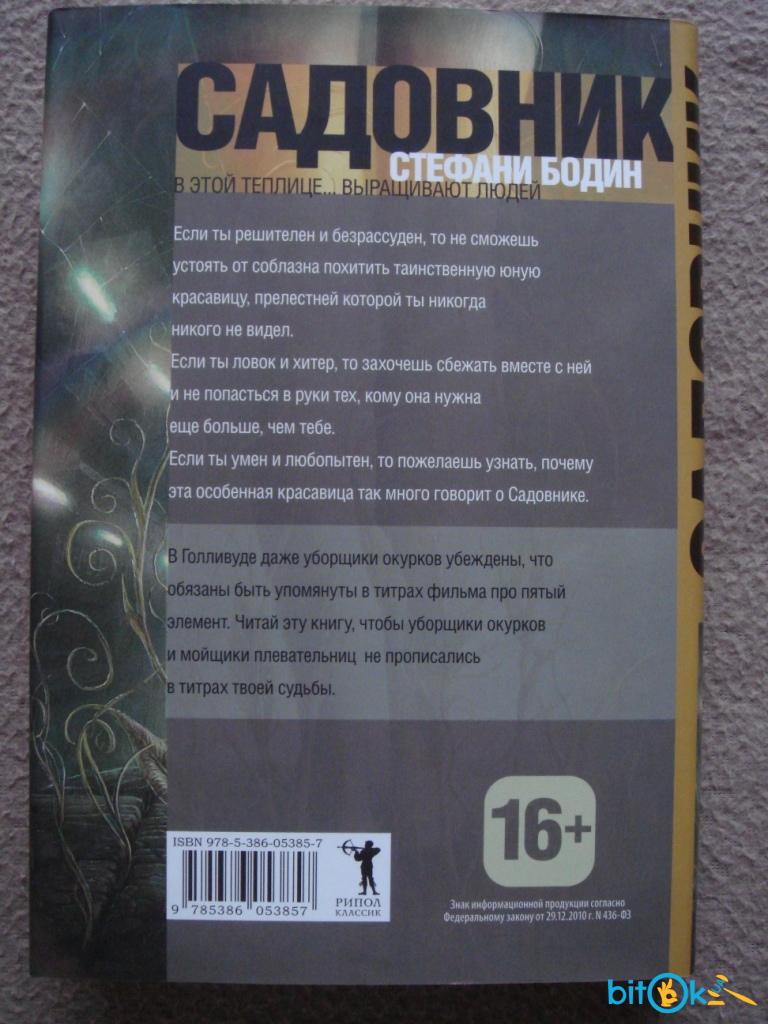 САДОВНИК
СТЕФАНИ БОДИН
В ЭТОЙ ТЕПЛИЦЕ... ВЫРАЩИВАЮТ ЛЮДЕЙ
Если ты решителен и безрассуден, то не сможешь
устоять от соблазна похитить таинственную юную
красавицу, прелестней которой ты никогда
никого не видел.
Если ты ловок и хитер, то захочешь сбежать вместе с ней
и не попасться в руки тех, кому она нужна
еще больше, чем тебе.
Если ты умен и любопытен, то пожелаешь узнать, почему
эта особенная красавица так много говорит о Садовнике.
В Голливуде даже уборщики окурков убеждены, что
обязаны быть упомянуты в титрах фильма про пятый
элемент. Читай эту книгу, чтобы уборщики окурков
и мойщики плевательниц не прописались
в титрах твоей судьбы.
16+
ISBN 978-5-386-05385-7
9 785386 053857
РИПОЛ
КЛАССИК
Знак информационной продукции согласно
Федеральному закону от 29.12.2010 г. N 436-ФЗ
bitOk